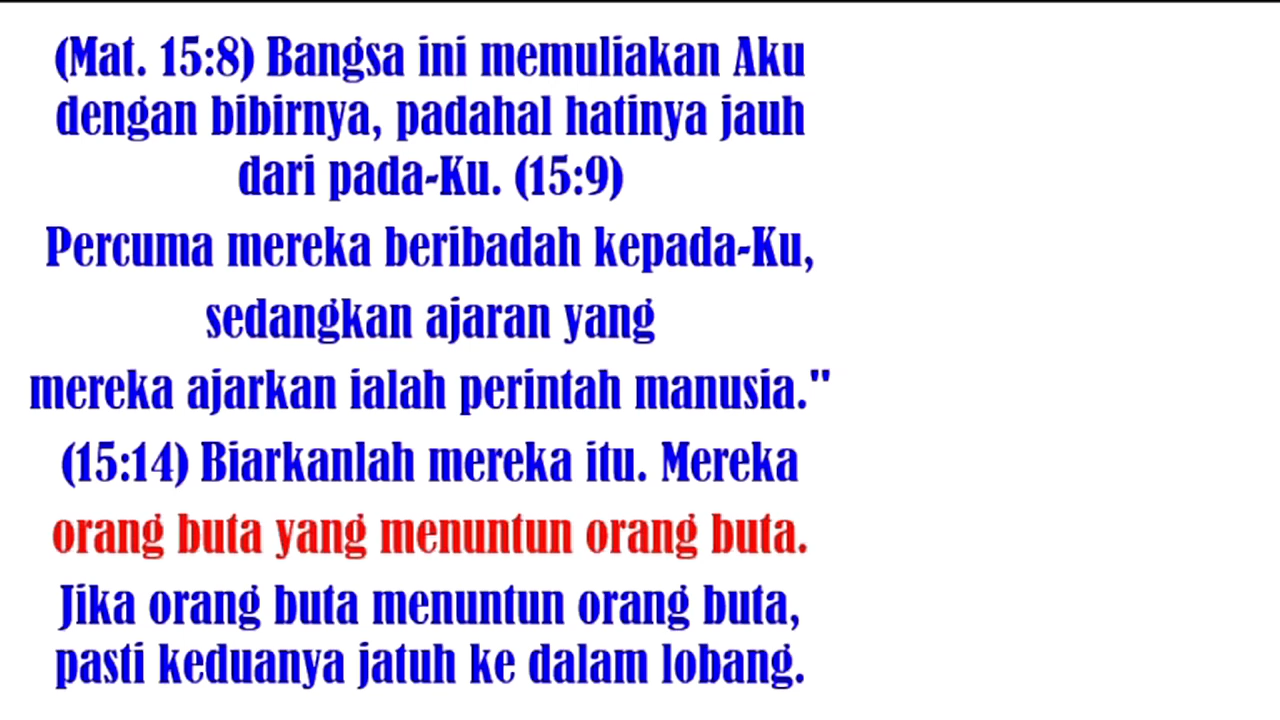 (Mat. 15:8) Bangsa ini memuliakan Aku
dengan bibirnya, padahal hatinya jauh
dari pada-Ku. (15:9)
Percuma mereka beribadah kepada-Ku,
sedangkan ajaran yang
mereka ajarkan ialah perintah manusia."
(15:14) Biarkanlah mereka itu. Mereka
orang buta yang menuntun orang buta.
Jika orang buta menuntun orang buta,
pasti keduanya jatuh ke dalam lobang.